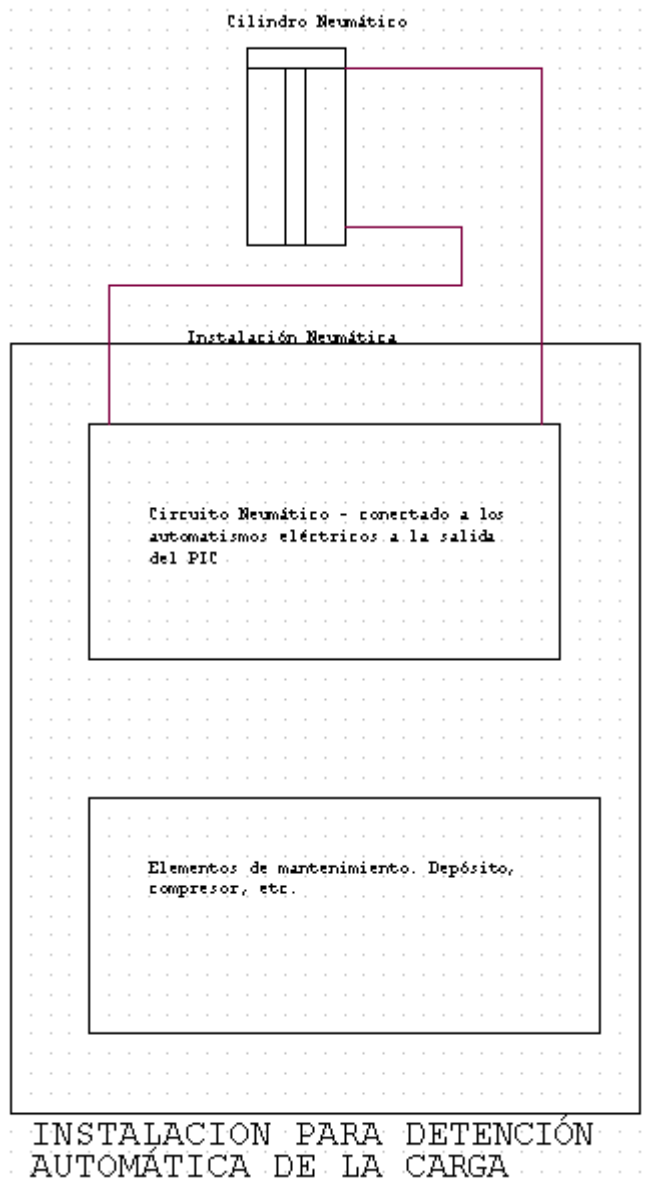 Cilindro Neumático
Instalación Neumática
Circuito Neumático - conectado a los
automatismos eléctricos a la salida
del PIC
Elementos de mantenimiento. Depósito,
compresor, etc.
INSTALACION PARA DETENCIÓN
AUTOMÁTICA DE LA CARGA